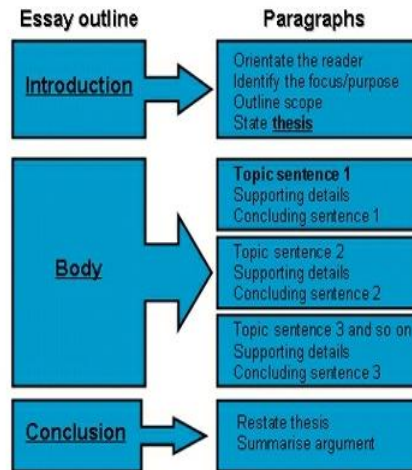 Essay outline
Paragraphs
Introduction
Orientate the reader
Identify the focus/purpose
Outline scope
State thesis
Body
Topic sentence 1
Supporting details
Concluding sentence 1
Topic sentence 2
Supporting details
Concluding sentence 2
Topic sentence 3 and so on
Supporting details
Concluding sentence 3
Conclusion
Restate thesis
Summarise argument